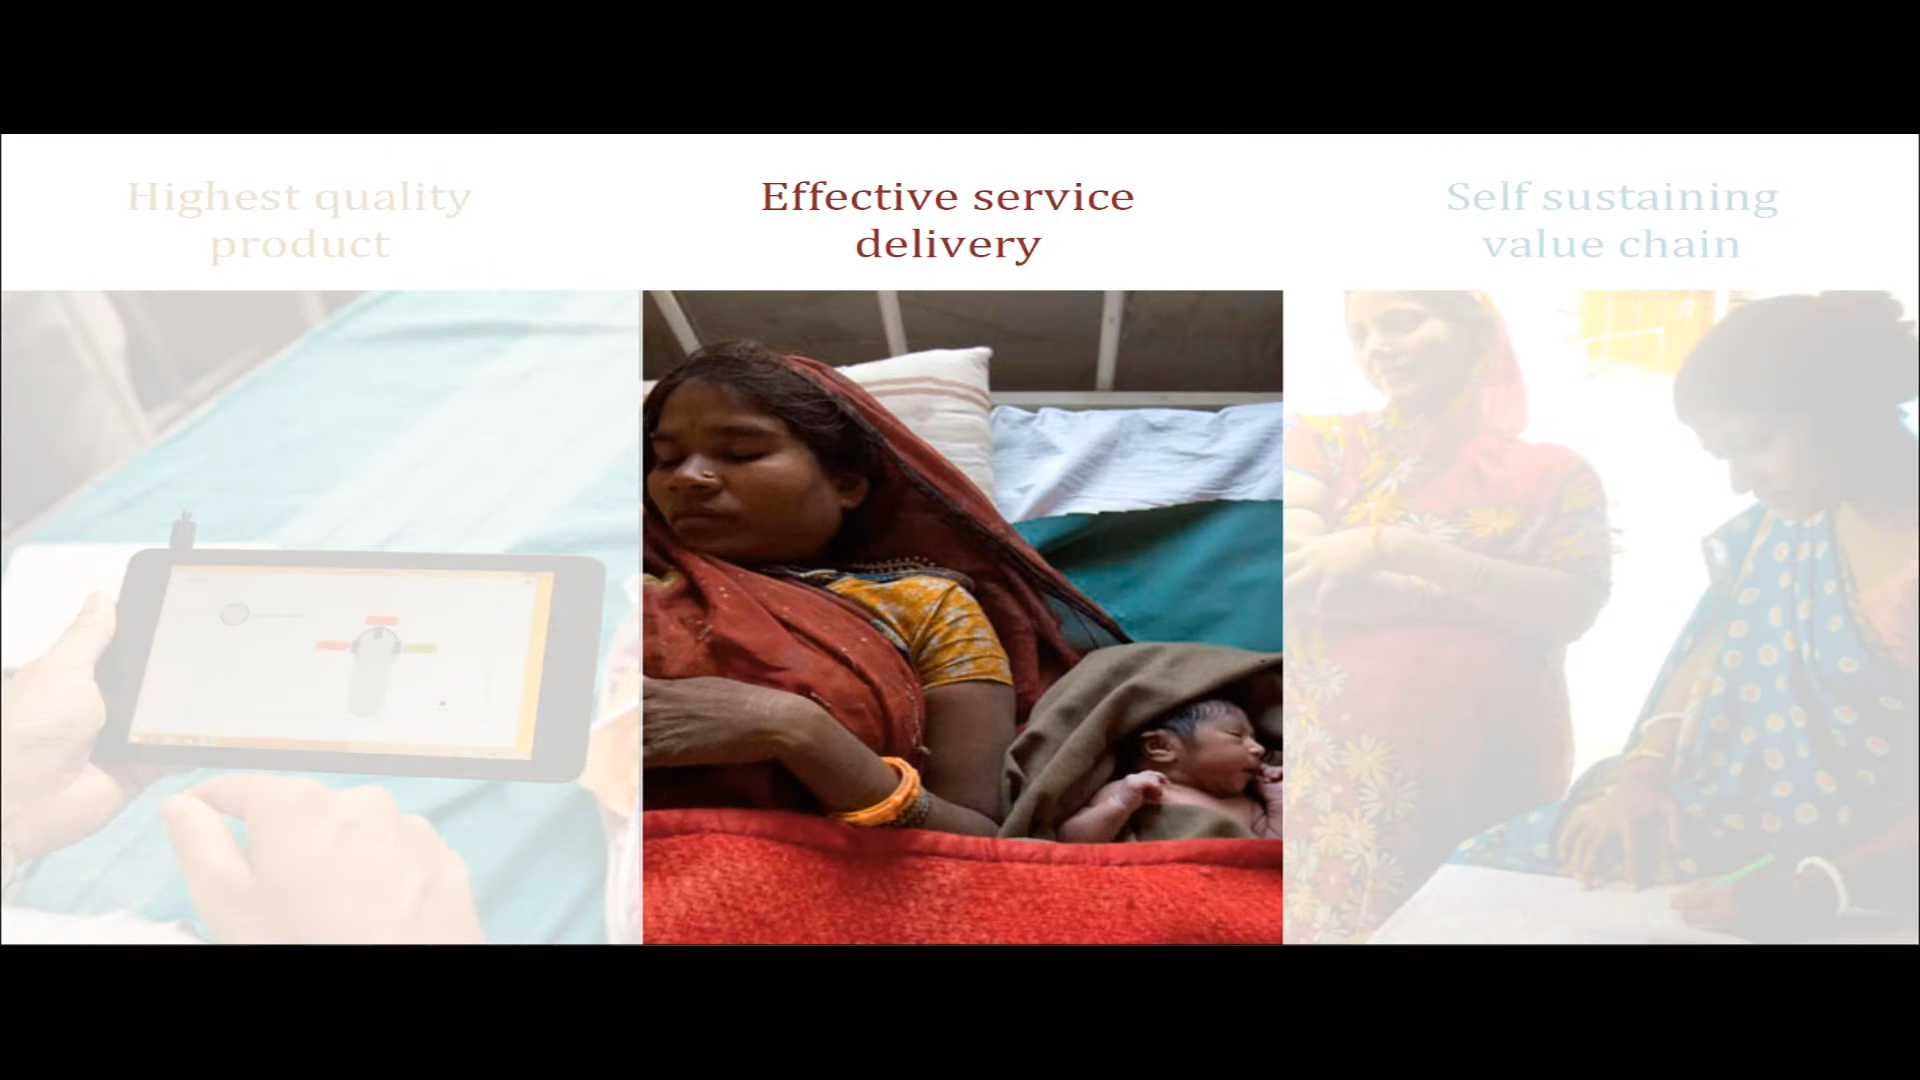 Highest quality
product
Effective service
delivery
Self sustaining
value chain